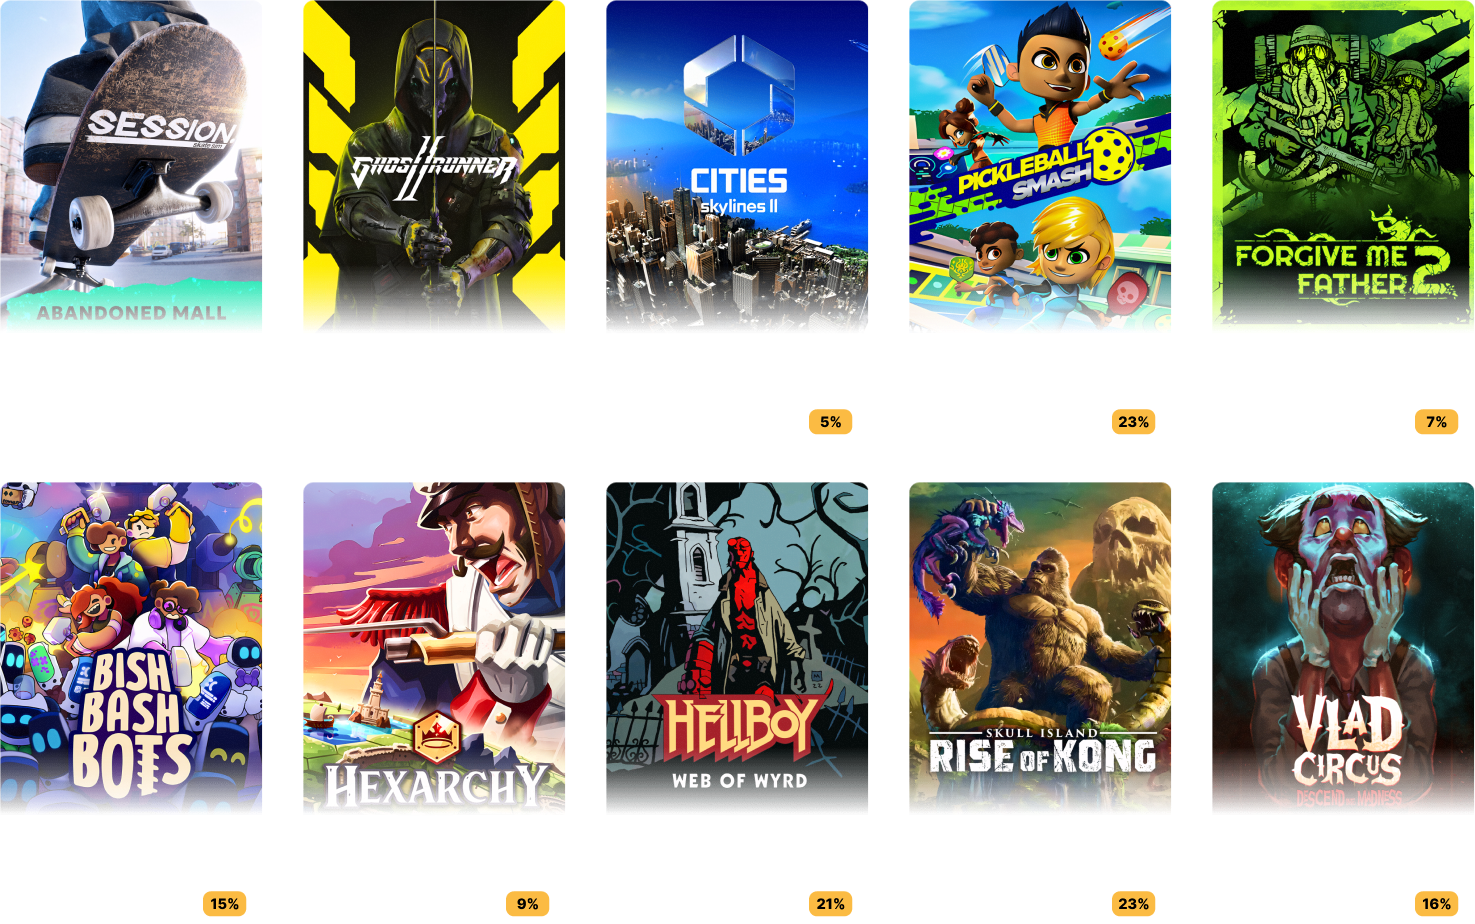 SESSION
ABANDONED MALL
GHOSTRUNNER
II
CITIES
skylines II
PICKLEBALL
SMASH
FORGIVE ME
FATHER 2
5%
23%
7%
BISH
BASH
BOTS
HEXARCHY
HELLBOY
WEB OF WYRD
SKULL ISLAND
RISE OF KONG
VLAD
CIRCUS
DESCEND INTO MADNESS
15%
9%
21%
23%
16%